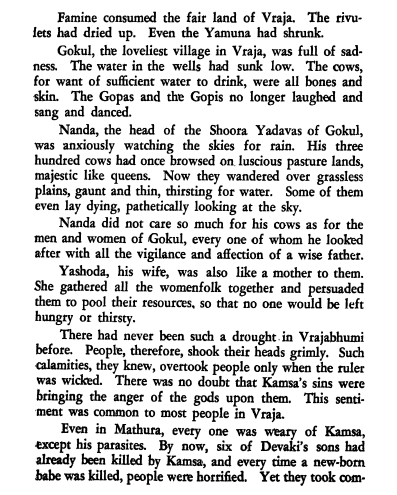 Famine consumed the fair land of Vraja. The rivu-
lets had dried up. Even the Yamuna had shrunk.
Gokul, the loveliest village in Vraja, was full of sad-
ness. The water in the wells had sunk low. The cows,
for want of sufficient water to drink, were all bones and
skin. The Gopas and the Gopis no longer laughed and
sang and danced.
Nanda, the head of the Shoora Yadavas of Gokul,
was anxiously watching the skies for rain. His three
hundred cows had once browsed on luscious pasture lands,
majestic like queens. Now they wandered over grassless
plains, gaunt and thin, thirsting for water. Some of them
even lay dying, pathetically looking at the sky.
Nanda did not care so much for his cows as for the
men and women of Gokul, every one of whom he looked
after with all the vigilance and affection of a wise father.
Yashoda, his wife, was also like a mother to them.
She gathered all the womenfolk together and persuaded
them to pool their resources, so that no one would be left
hungry or thirsty.
There had never been such a drought in Vrajabhumi
before. People, therefore, shook their heads grimly. Such
calamities, they knew, overtook people only when the ruler
was wicked. There was no doubt that Kamsa's sins were
bringing the anger of the gods upon them. This senti-
ment was common to most people in Vraja.
Even in Mathura, every one was weary of Kamsa,
except his parasites. By now, six of Devaki's sons had
already been killed by Kamsa, and every time a new-born
babe was killed, people were horrified. Yet they took com-